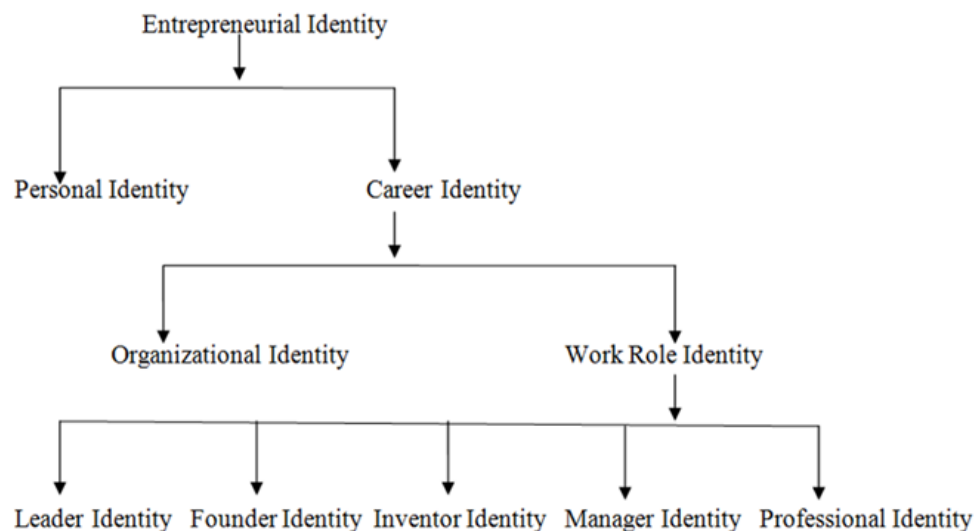 Entrepreneurial Identity
Personal Identity
Career Identity
Organizational Identity
Work Role Identity
Leader Identity
Founder Identity
Inventor Identity
Manager Identity
Professional Identity